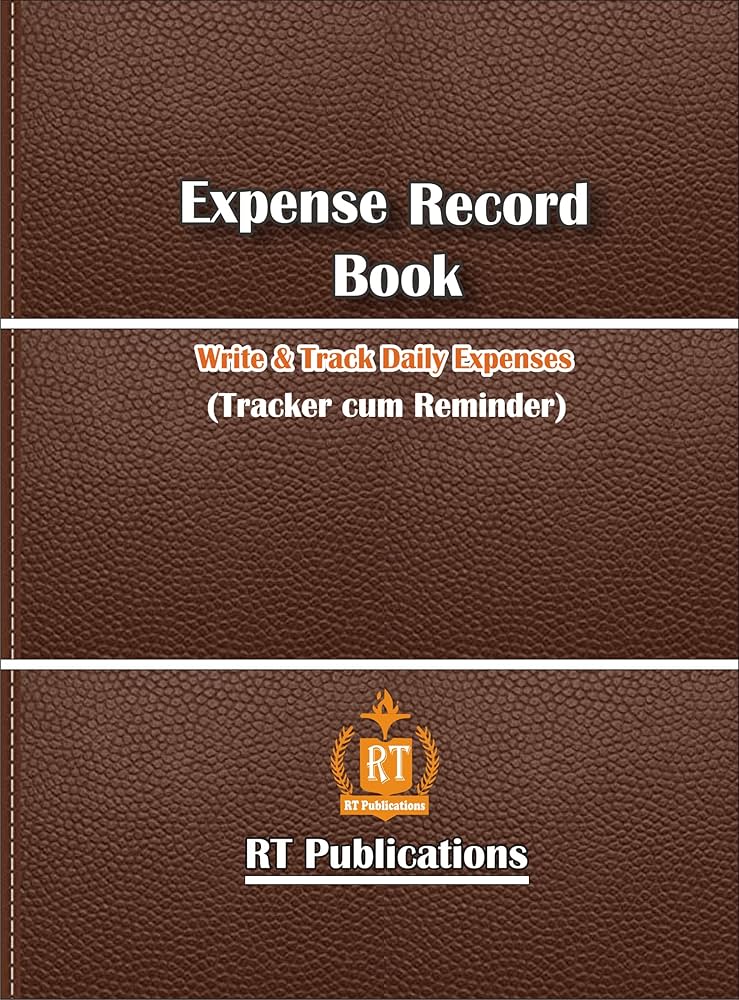 Expense Record
Book
Write & Track Daily Expenses
(Tracker cum Reminder)
RT
RT Publications
RT Publications